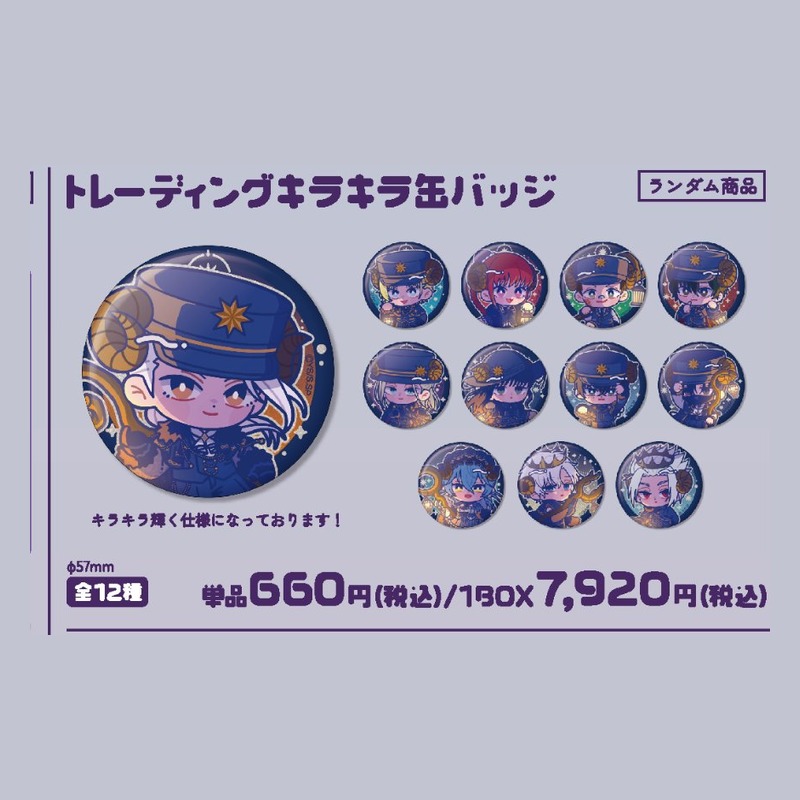 トレーディングキラキラ缶バッジ
ランダム商品
キラキラ輝く仕様になっております！
φ57mm
全12種
単品660円(税込)/1BOX7,920円(税込)